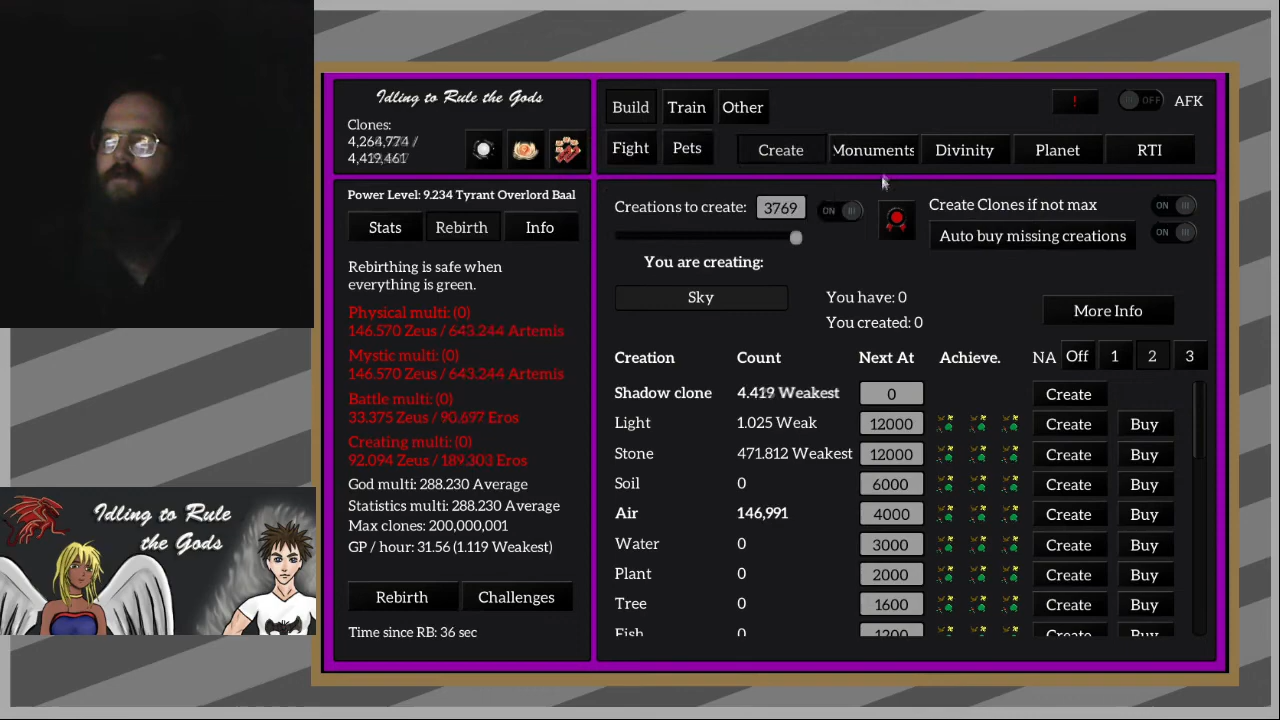 Idling to Rule the Gods
Clones:
4,264,774 /
4,419,461
Build Train Other
! OFF AFK
Fight Pets Create Monuments Divinity Planet RTI
Power Level: 9.234 Tyrant Overlord Baal
Stats Rebirth Info
Rebirthing is safe when
everything is green.
Physical multi: (0)
146.570 Zeus / 643.244 Artemis
Mystic multi: (0)
146.570 Zeus / 643.244 Artemis
Battle multi: (0)
33.375 Zeus / 90.697 Eros
Creating multi: (0)
92.094 Zeus / 189.303 Eros
God multi: 288.230 Average
Statistics multi: 288.230 Average
Max clones: 200,000,001
GP / hour: 31.56 (1.119 Weakest)
Rebirth Challenges
Time since RB: 36 sec
Creations to create: 3769 ON
Create Clones if not max ON
Auto buy missing creations ON
You are creating:
Sky
You have: 0
You created: 0
More Info
Creation Count Next At Achieve. NA Off 1 2 3
Shadow clone 4.419 Weakest 0 Create
Light 1.025 Weak 12000 Create Buy
Stone 471.812 Weakest 12000 Create Buy
Soil 0 6000 Create Buy
Air 146,991 4000 Create Buy
Water 0 3000 Create Buy
Plant 0 2000 Create Buy
Tree 0 1600 Create Buy
Fish 0 1200 Create Buy
Idling to Rule
the Gods